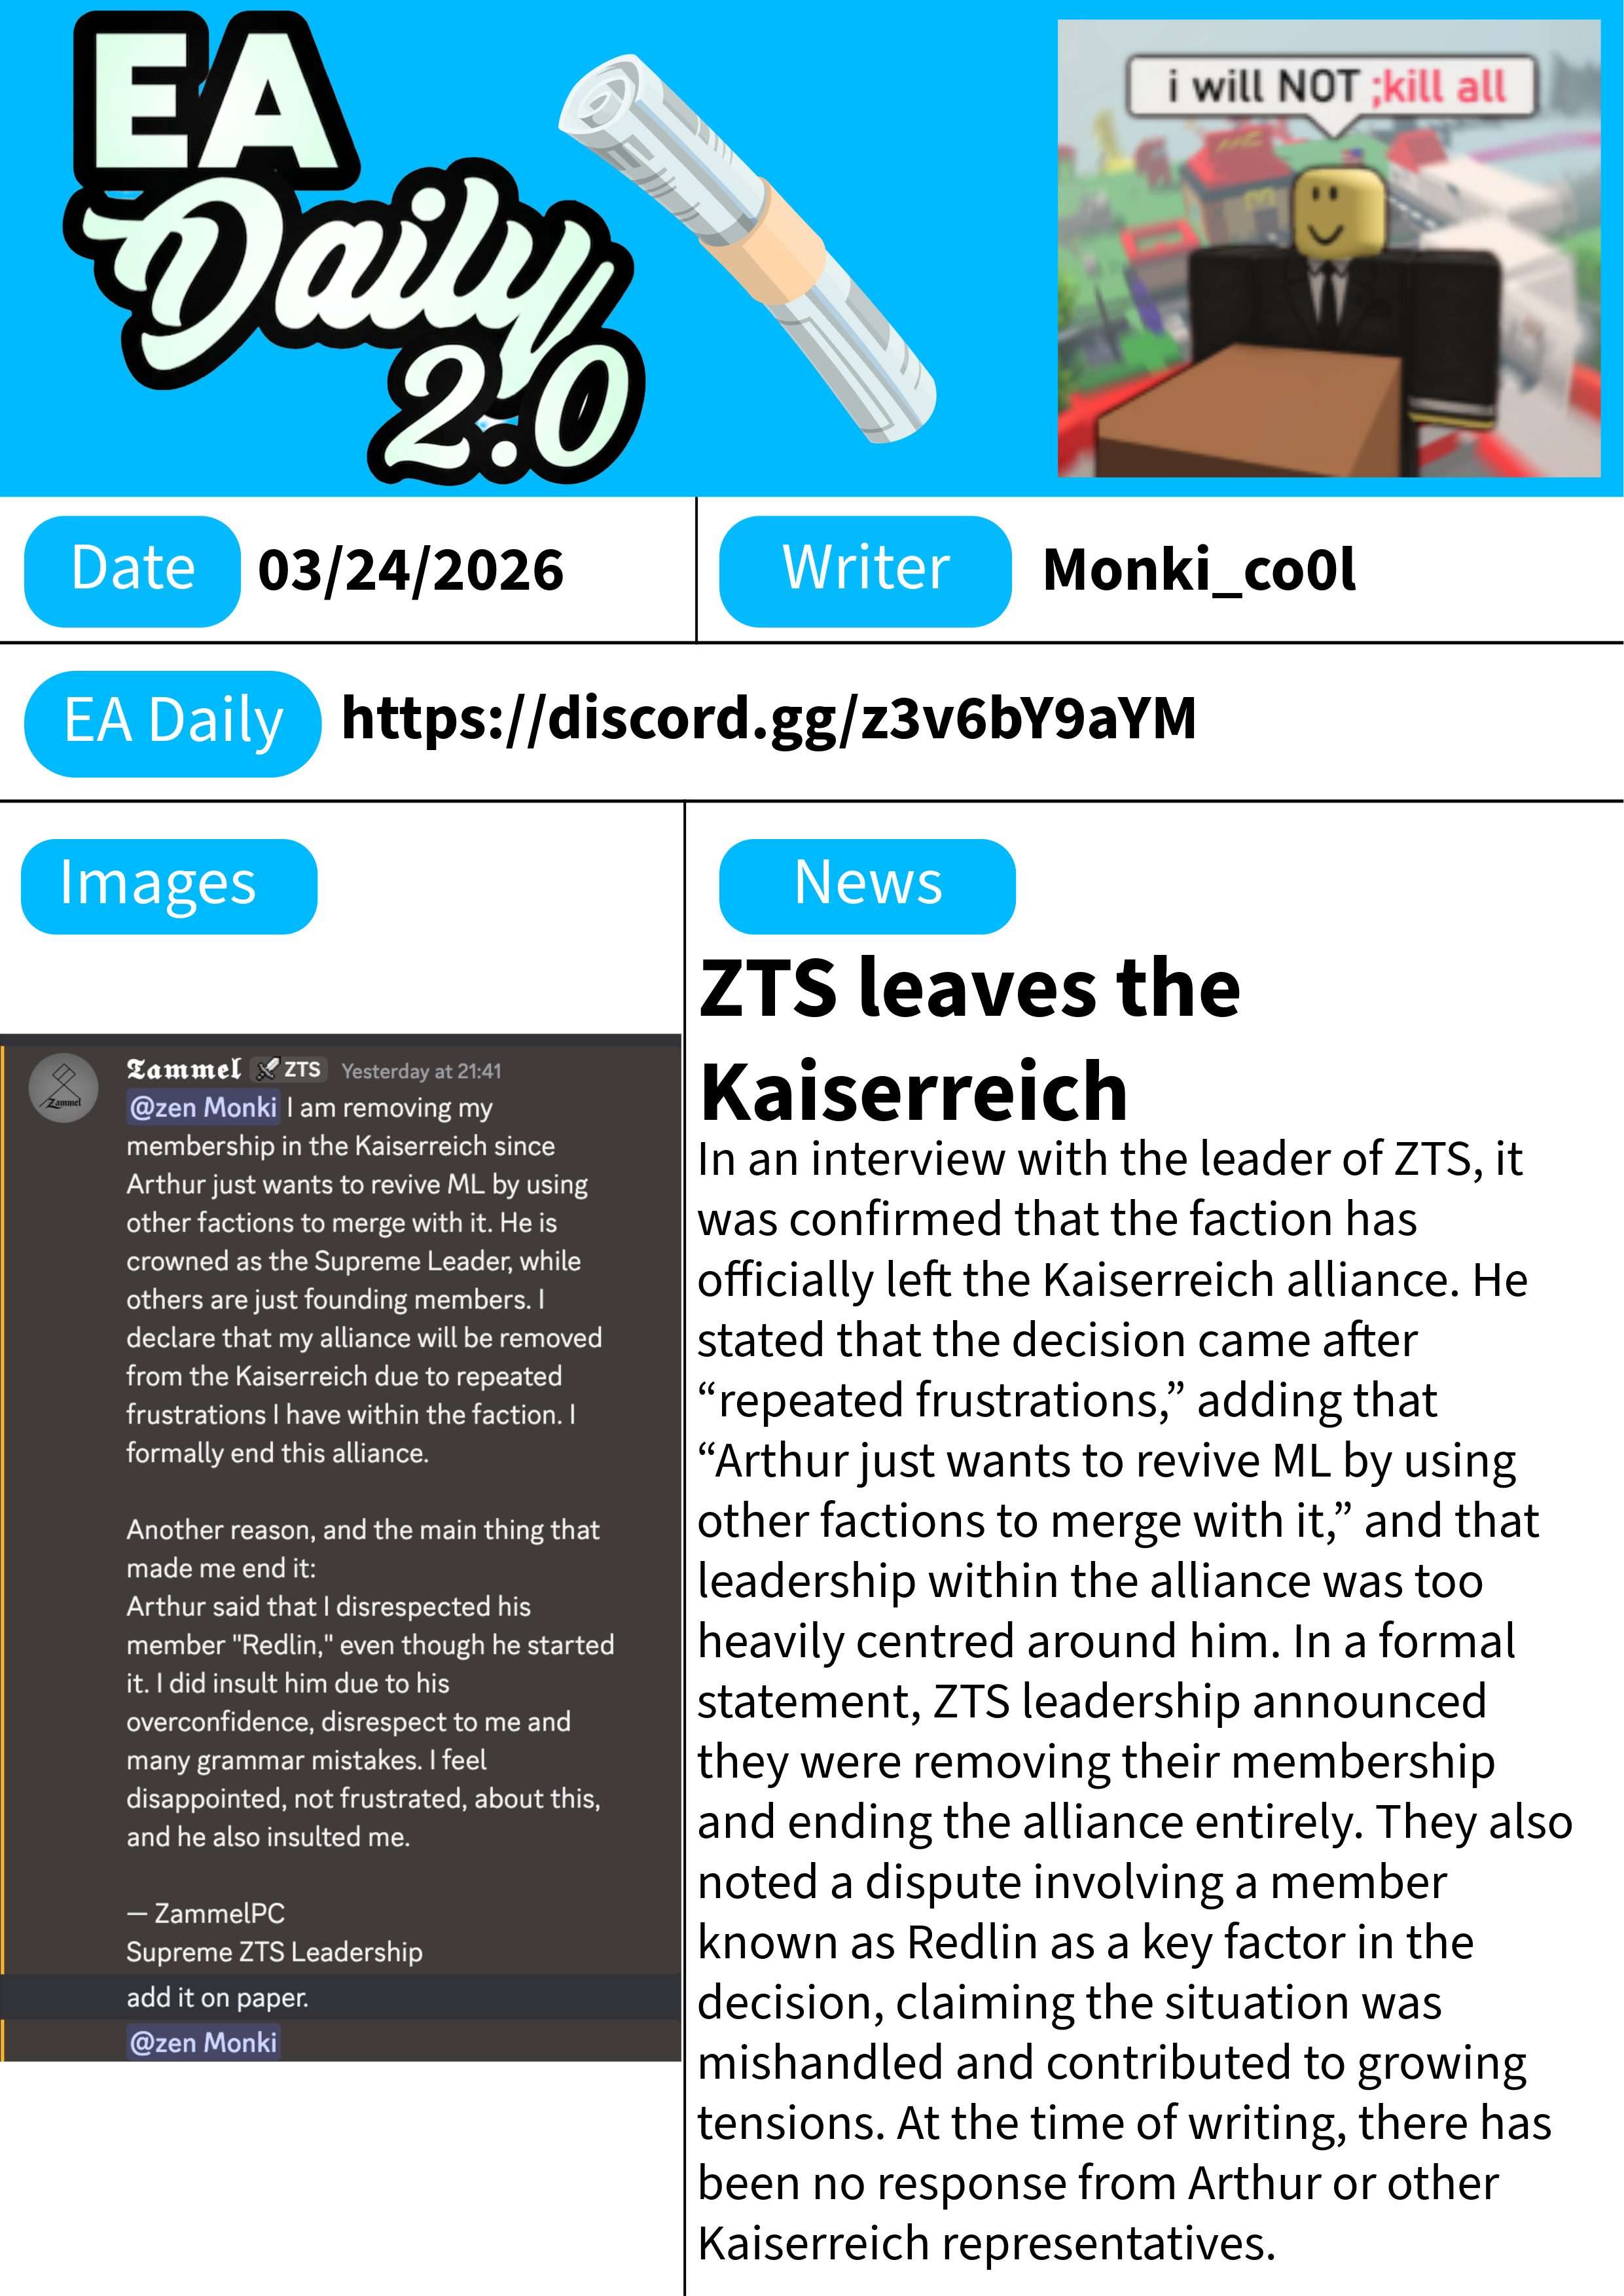 EA
Daily
2.0
i will NOT ;kill all
Date 03/24/2026
Writer Monki_co0l
EA Daily https://discord.gg/z3v6bY9aYM
Images
𝕿ammel ZTS Yesterday at 21:41
Zammel
@zen Monki I am removing my
membership in the Kaiserreich since
Arthur just wants to revive ML by using
other factions to merge with it. He is
crowned as the Supreme Leader, while
others are just founding members. I
declare that my alliance will be removed
from the Kaiserreich due to repeated
frustrations I have within the faction. I
formally end this alliance.
Another reason, and the main thing that
made me end it:
Arthur said that I disrespected his
member "Redlin," even though he started
it. I did insult him due to his
overconfidence, disrespect to me and
many grammar mistakes. I feel
disappointed, not frustrated, about this,
and he also insulted me.
— ZammelPC
Supreme ZTS Leadership
add it on paper.
@zen Monki
News
ZTS leaves the
Kaiserreich
In an interview with the leader of ZTS, it
was confirmed that the faction has
officially left the Kaiserreich alliance. He
stated that the decision came after
“repeated frustrations,” adding that
“Arthur just wants to revive ML by using
other factions to merge with it,” and that
leadership within the alliance was too
heavily centred around him. In a formal
statement, ZTS leadership announced
they were removing their membership
and ending the alliance entirely. They also
noted a dispute involving a member
known as Redlin as a key factor in the
decision, claiming the situation was
mishandled and contributed to growing
tensions. At the time of writing, there has
been no response from Arthur or other
Kaiserreich representatives.